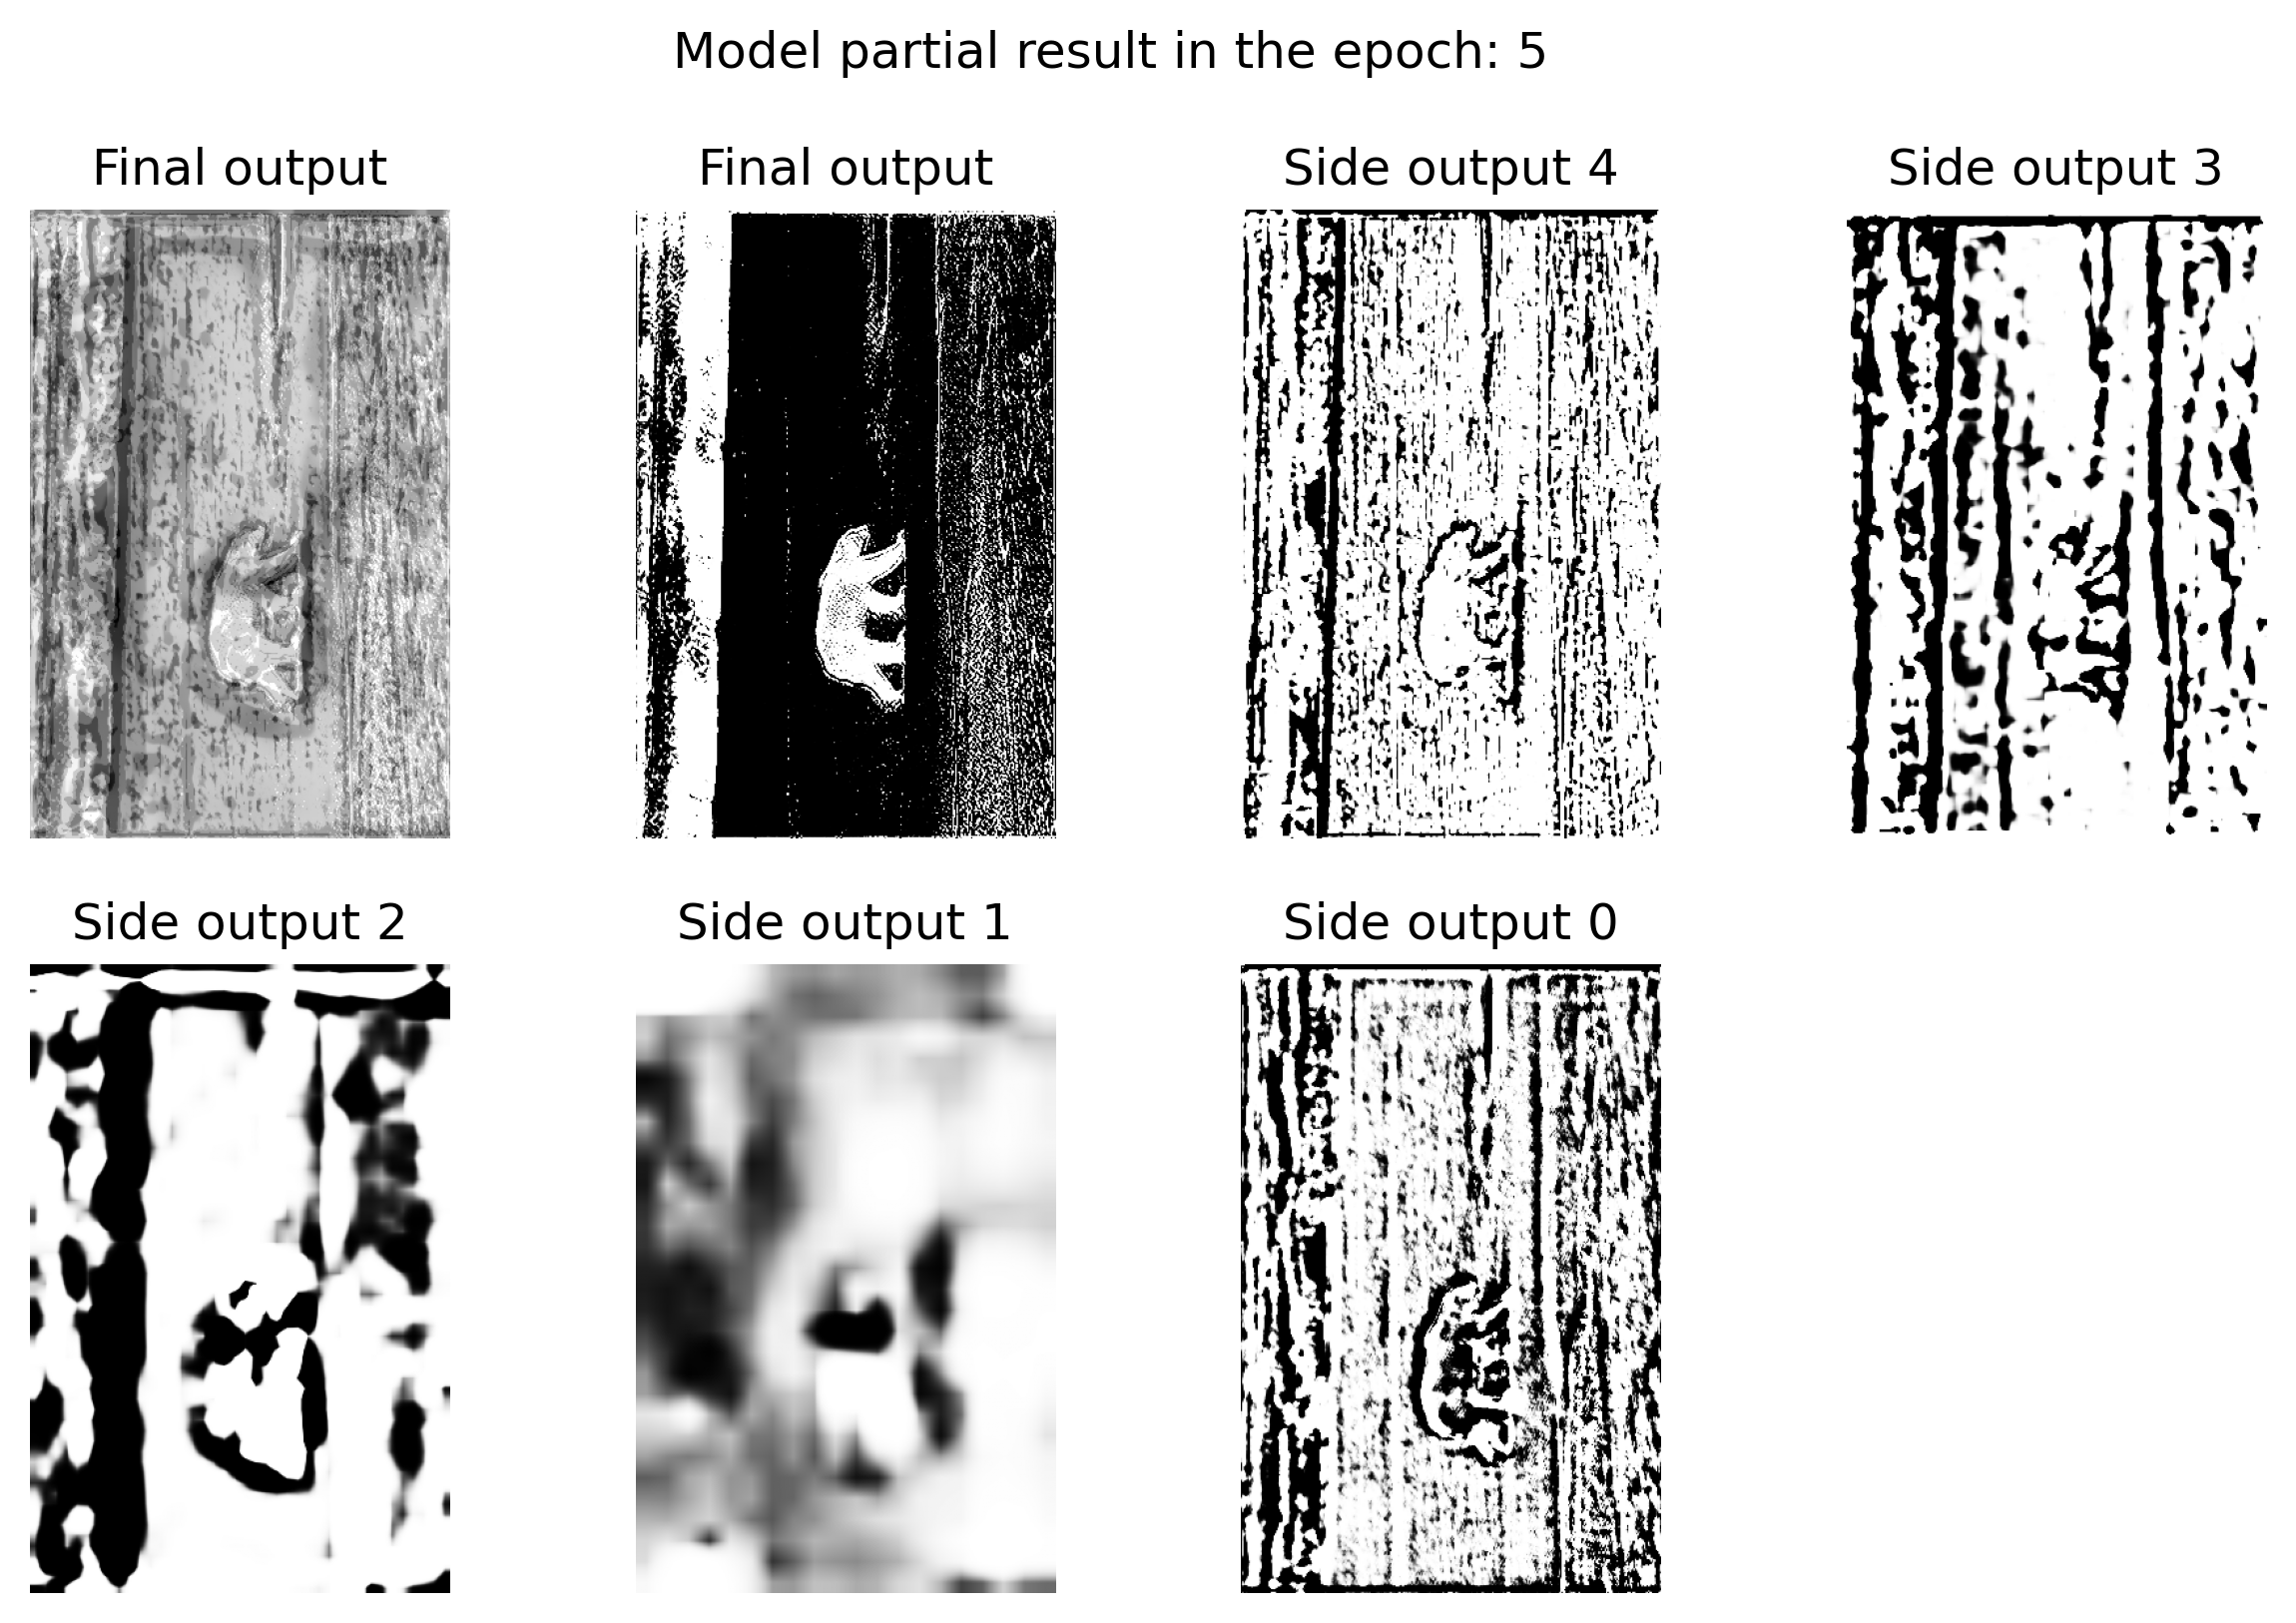 Model partial result in the epoch: 5
Final output
Final output
Side output 4
Side output 3
Side output 2
Side output 1
Side output 0